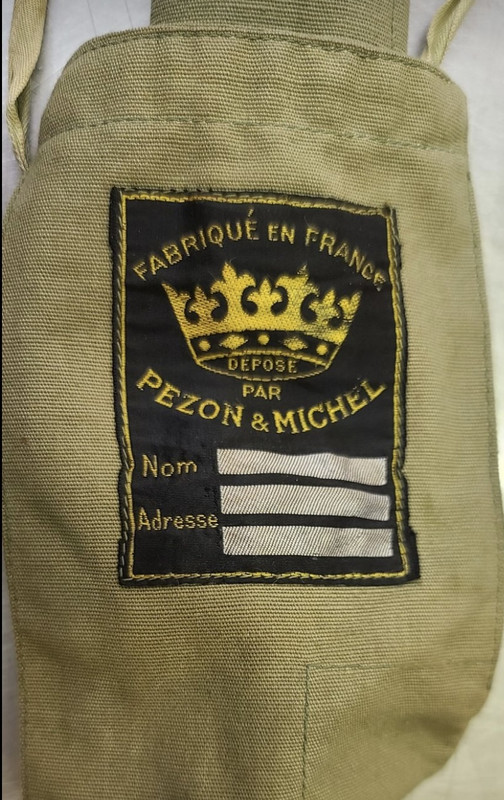 FABRIQUÉ EN FRANCE
DEPOSE
PAR
PEZON & MICHEL
Nom
Adresse